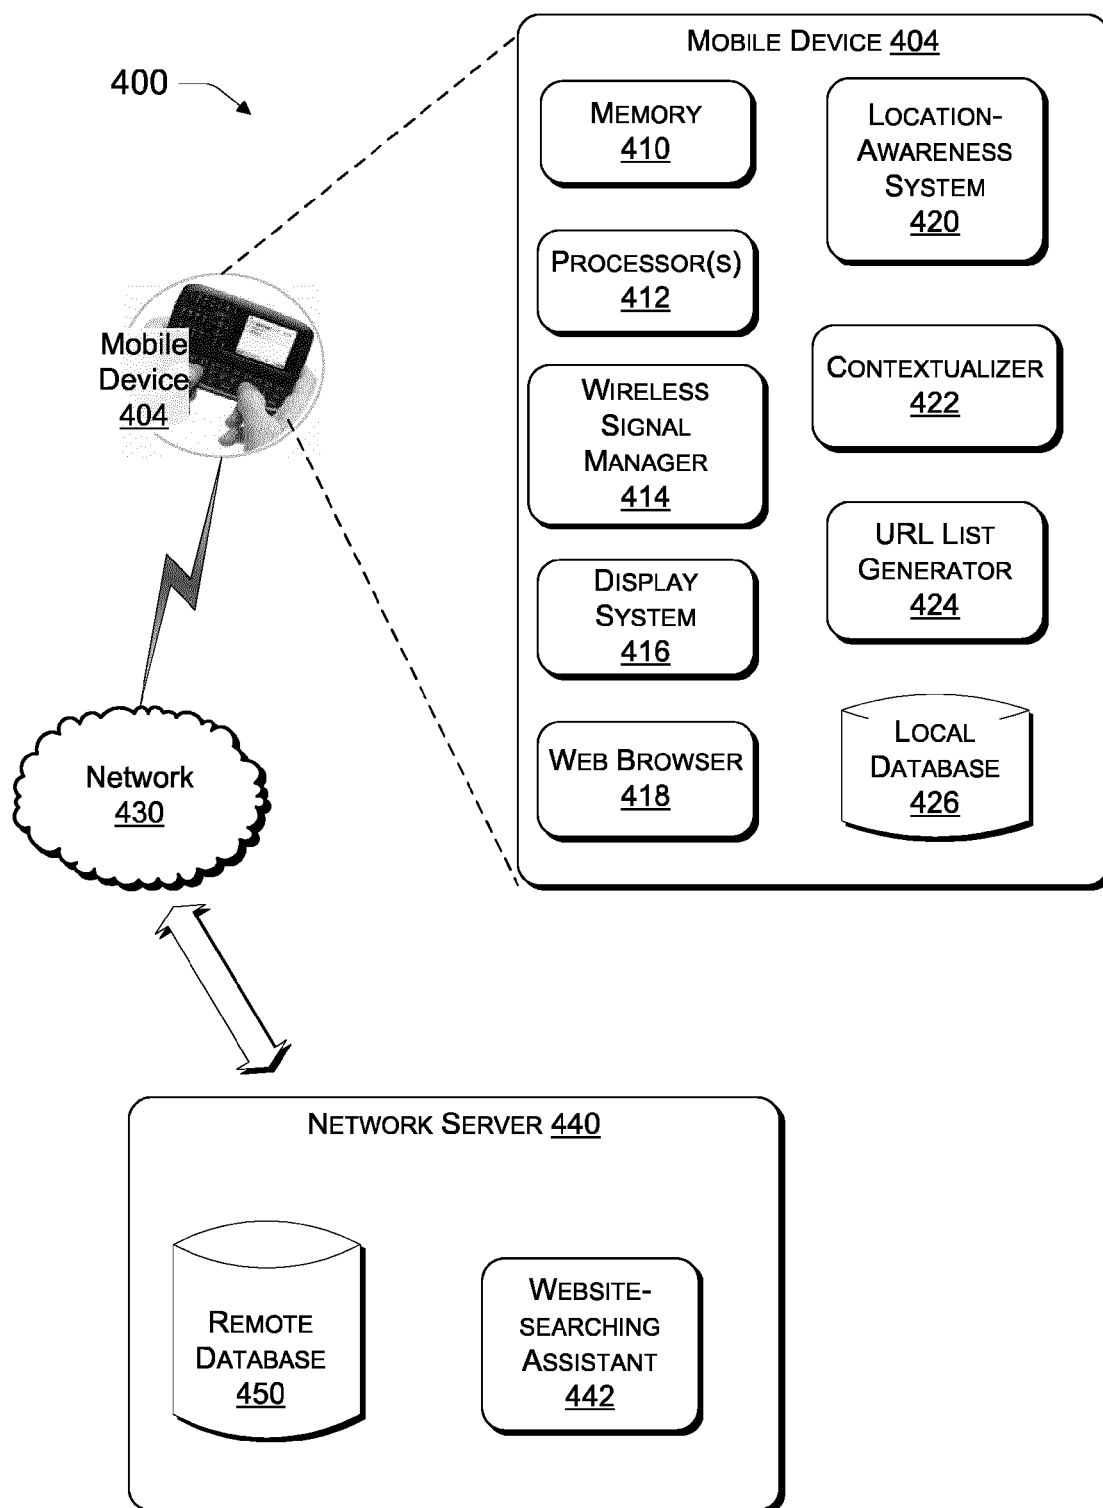 400
MOBILE DEVICE 404
MEMORY
410
PROCESSOR(S)
412
WIRELESS
SIGNAL
MANAGER
414
DISPLAY
SYSTEM
416
WEB BROWSER
418
LOCATION-
AWARENESS
SYSTEM
420
CONTEXTUALIZER
422
URL LIST
GENERATOR
424
LOCAL
DATABASE
426
Mobile
Device
404
Network
430
NETWORK SERVER 440
REMOTE
DATABASE
450
WEBSITE-
SEARCHING
ASSISTANT
442